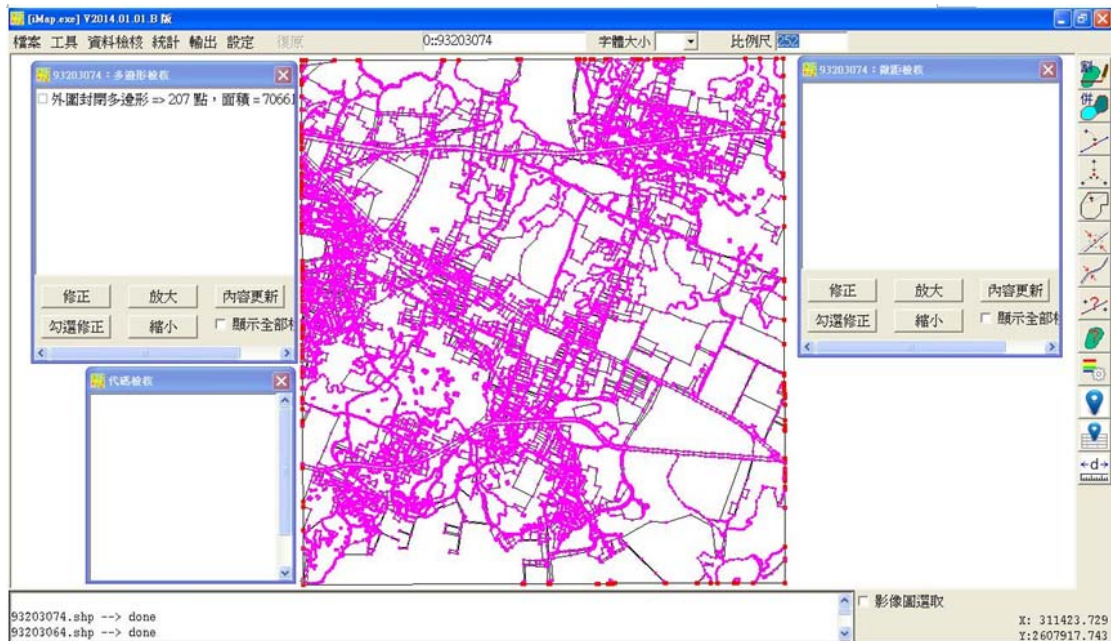 [iMap.exe] V2014.01.01.B 版
檔案 工具 資料檢核 統計 輸出 設定 復原 0::93203074 字體大小 比例尺 252
93203074：多邊形檢核
外圍封閉多邊形 => 207 點，面積 =70661
修正 放大 內容更新
勾選修正 縮小 顯示全部
代碼檢核
93203074：微距檢核
修正 放大 內容更新
勾選修正 縮小 顯示全部
割
併
?
d
93203074.shp --> done
93203064.shp --> done
影像圖選取
X: 311423.729
Y:2607917.743